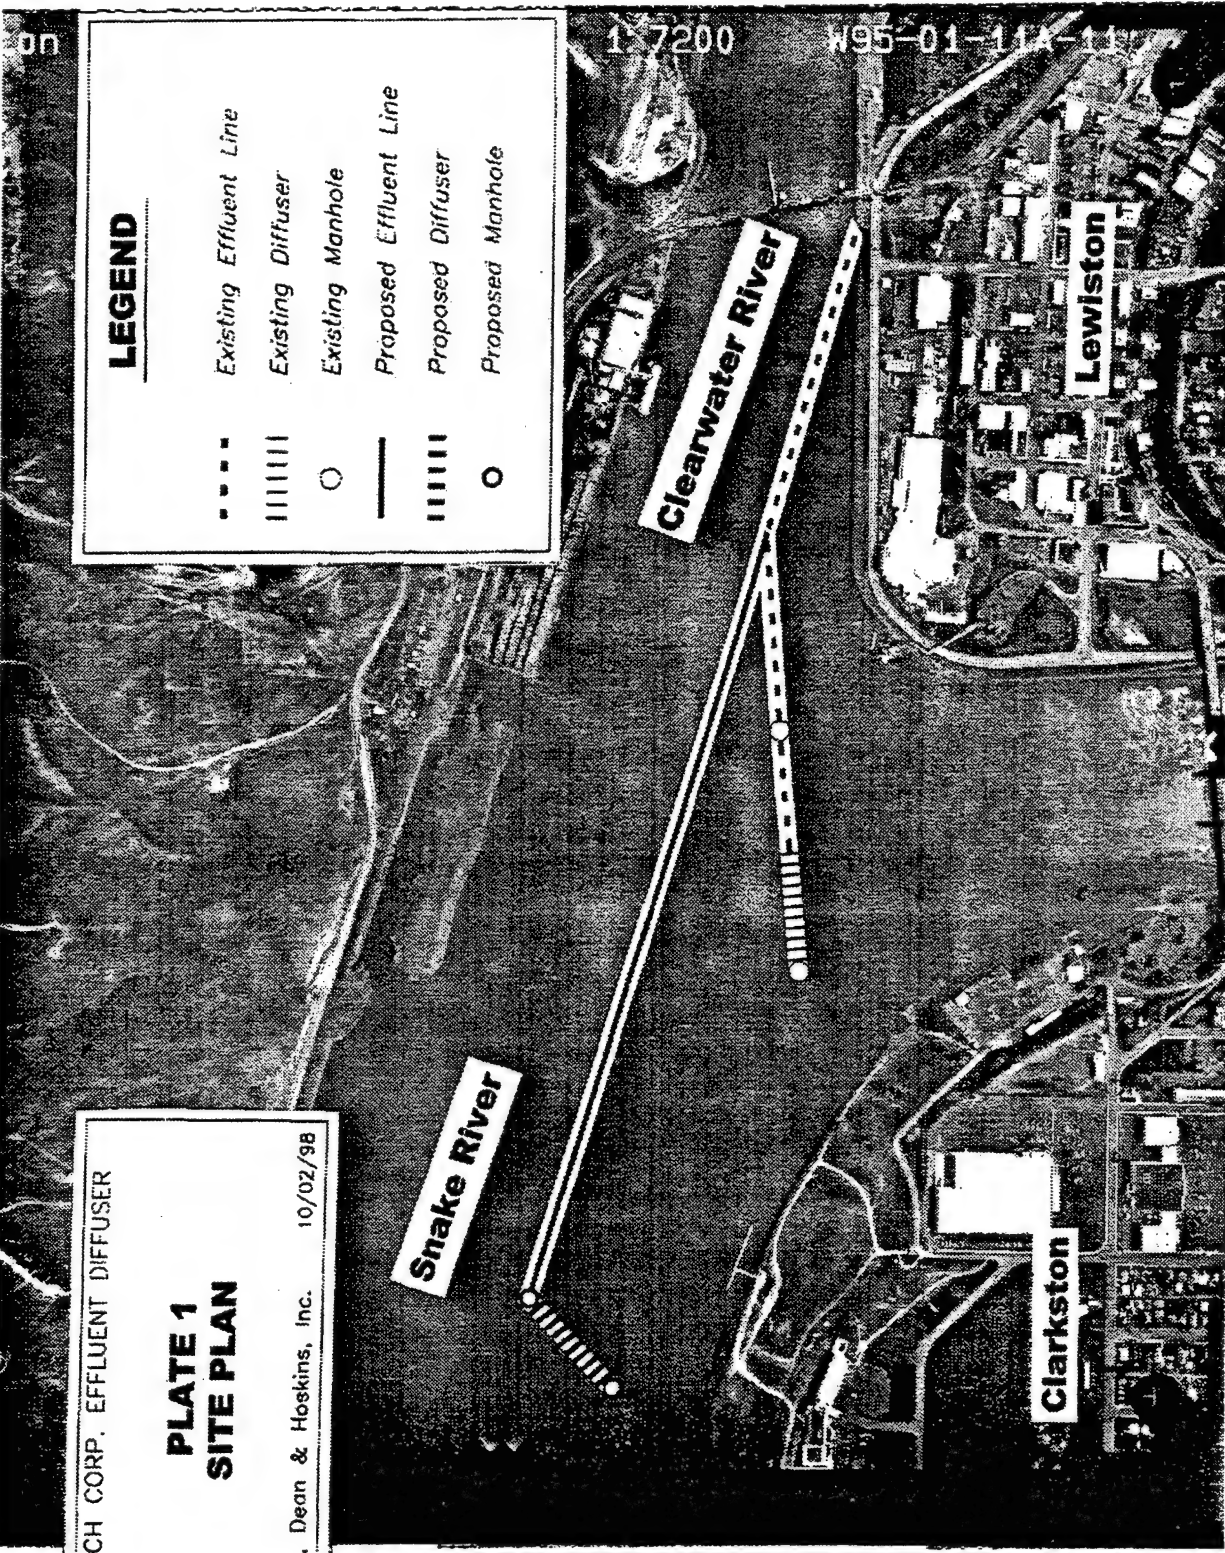 on
1:7200
W95-01-11A-11
LEGEND
Existing Effluent Line
Existing Diffuser
Existing Manhole
Proposed Effluent Line
Proposed Diffuser
Proposed Manhole
Clearwater River
Lewiston
Snake River
Clarkston
CH CORP. EFFLUENT DIFFUSER
PLATE 1
SITE PLAN
, Dean & Hoskins, Inc. 10/02/98